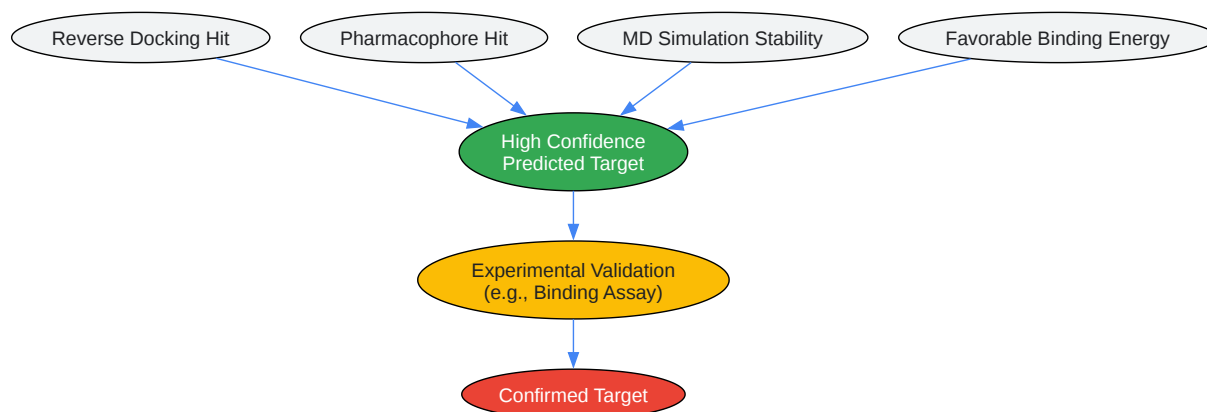 Reverse Docking Hit
Pharmacophore Hit
MD Simulation Stability
Favorable Binding Energy
High Confidence
Predicted Target
Experimental Validation
(e.g., Binding Assay)
Confirmed Target